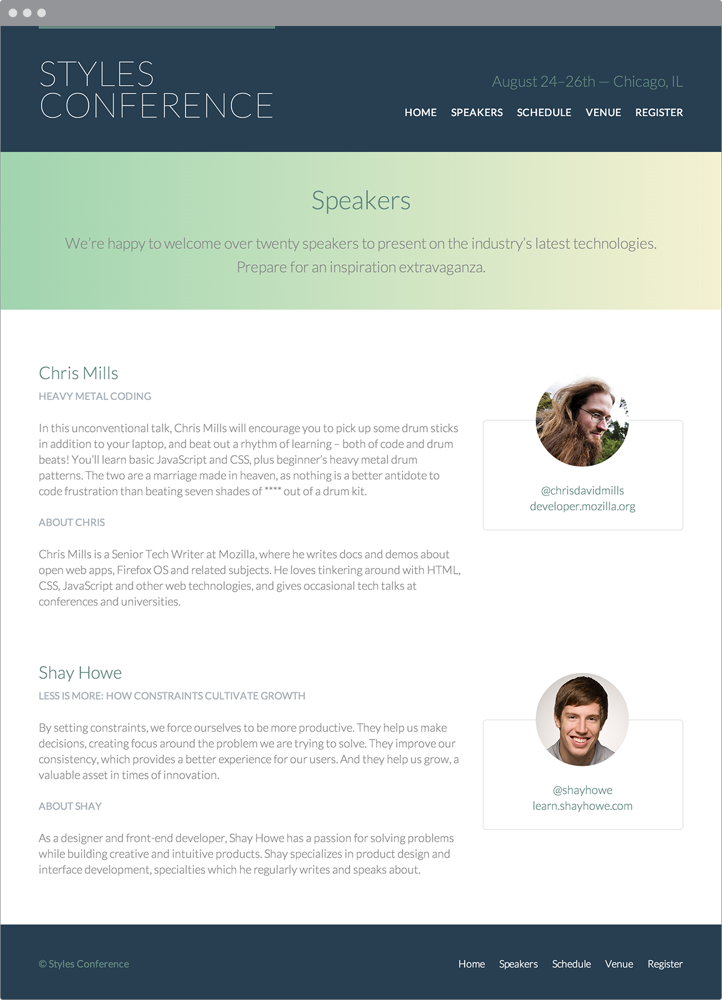 STYLES
CONFERENCE
August 24–26th — Chicago, IL
HOME SPEAKERS SCHEDULE VENUE REGISTER
Speakers
We’re happy to welcome over twenty speakers to present on the industry’s latest technologies.
Prepare for an inspiration extravaganza.
Chris Mills
HEAVY METAL CODING
In this unconventional talk, Chris Mills will encourage you to pick up some drum sticks
in addition to your laptop, and beat out a rhythm of learning – both of code and drum
beats! You’ll learn basic JavaScript and CSS, plus beginner’s heavy metal drum
patterns. The two are a marriage made in heaven, as nothing is a better antidote to
code frustration than beating seven shades of **** out of a drum kit.
ABOUT CHRIS
Chris Mills is a Senior Tech Writer at Mozilla, where he writes docs and demos about
open web apps, Firefox OS and related subjects. He loves tinkering around with HTML,
CSS, JavaScript and other web technologies, and gives occasional tech talks at
conferences and universities.
@chrisdavidmills
developer.mozilla.org
Shay Howe
LESS IS MORE: HOW CONSTRAINTS CULTIVATE GROWTH
By setting constraints, we force ourselves to be more productive. They help us make
decisions, creating focus around the problem we are trying to solve. They improve our
consistency, which provides a better experience for our users. And they help us grow, a
valuable asset in times of innovation.
ABOUT SHAY
As a designer and front-end developer, Shay Howe has a passion for solving problems
while building creative and intuitive products. Shay specializes in product design and
interface development, specialties which he regularly writes and speaks about.
@shayhowe
learn.shayhowe.com
© Styles Conference
Home Speakers Schedule Venue Register